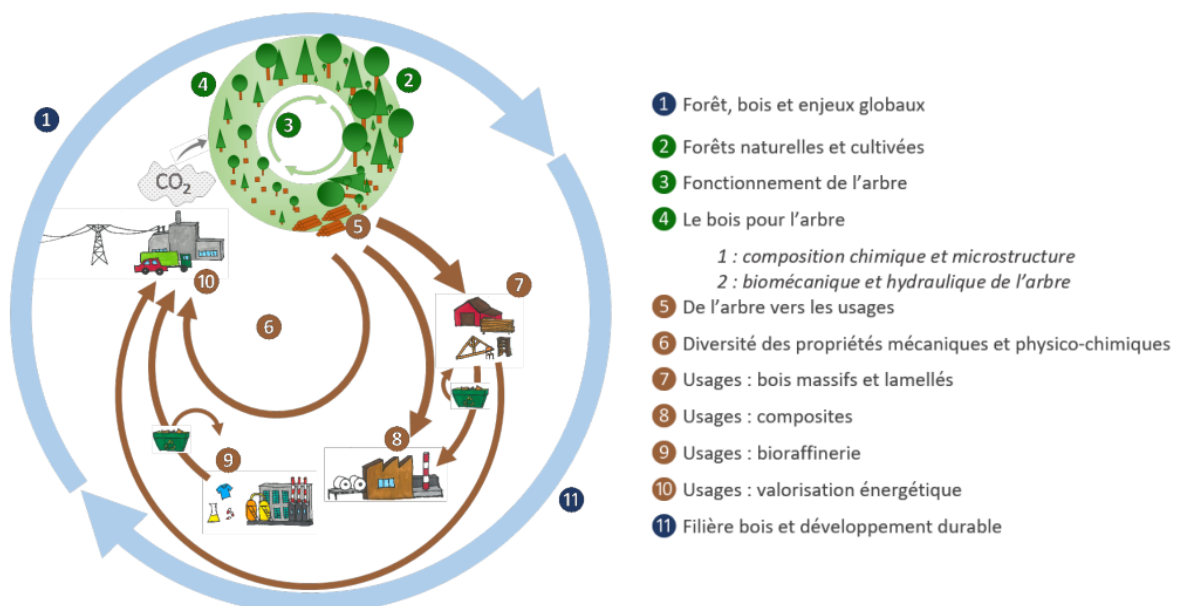 1 Forêt, bois et enjeux globaux
2 Forêts naturelles et cultivées
3 Fonctionnement de l’arbre
4 Le bois pour l’arbre
1 : composition chimique et microstructure
2 : biomécanique et hydraulique de l’arbre
5 De l’arbre vers les usages
6 Diversité des propriétés mécaniques et physico-chimiques
7 Usages : bois massifs et lamellés
8 Usages : composites
9 Usages : bioraffinerie
10 Usages : valorisation énergétique
11 Filière bois et développement durable
4
2
1
3
CO₂
5
10
7
6
8
9
11